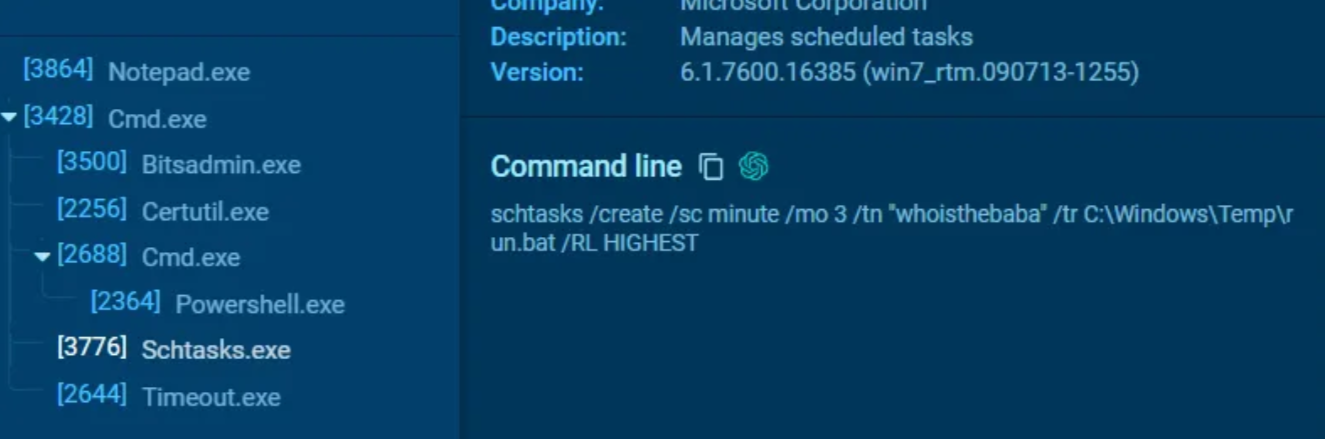 [3864] Notepad.exe
[3428] Cmd.exe
[3500] Bitsadmin.exe
[2256] Certutil.exe
[2688] Cmd.exe
[2364] Powershell.exe
[3776] Schtasks.exe
[2644] Timeout.exe
Company: Microsoft Corporation
Description: Manages scheduled tasks
Version: 6.1.7600.16385 (win7_rtm.090713-1255)
Command line
schtasks /create /sc minute /mo 3 /tn "whoisthebaba" /tr C:\Windows\Temp\r
un.bat /RL HIGHEST